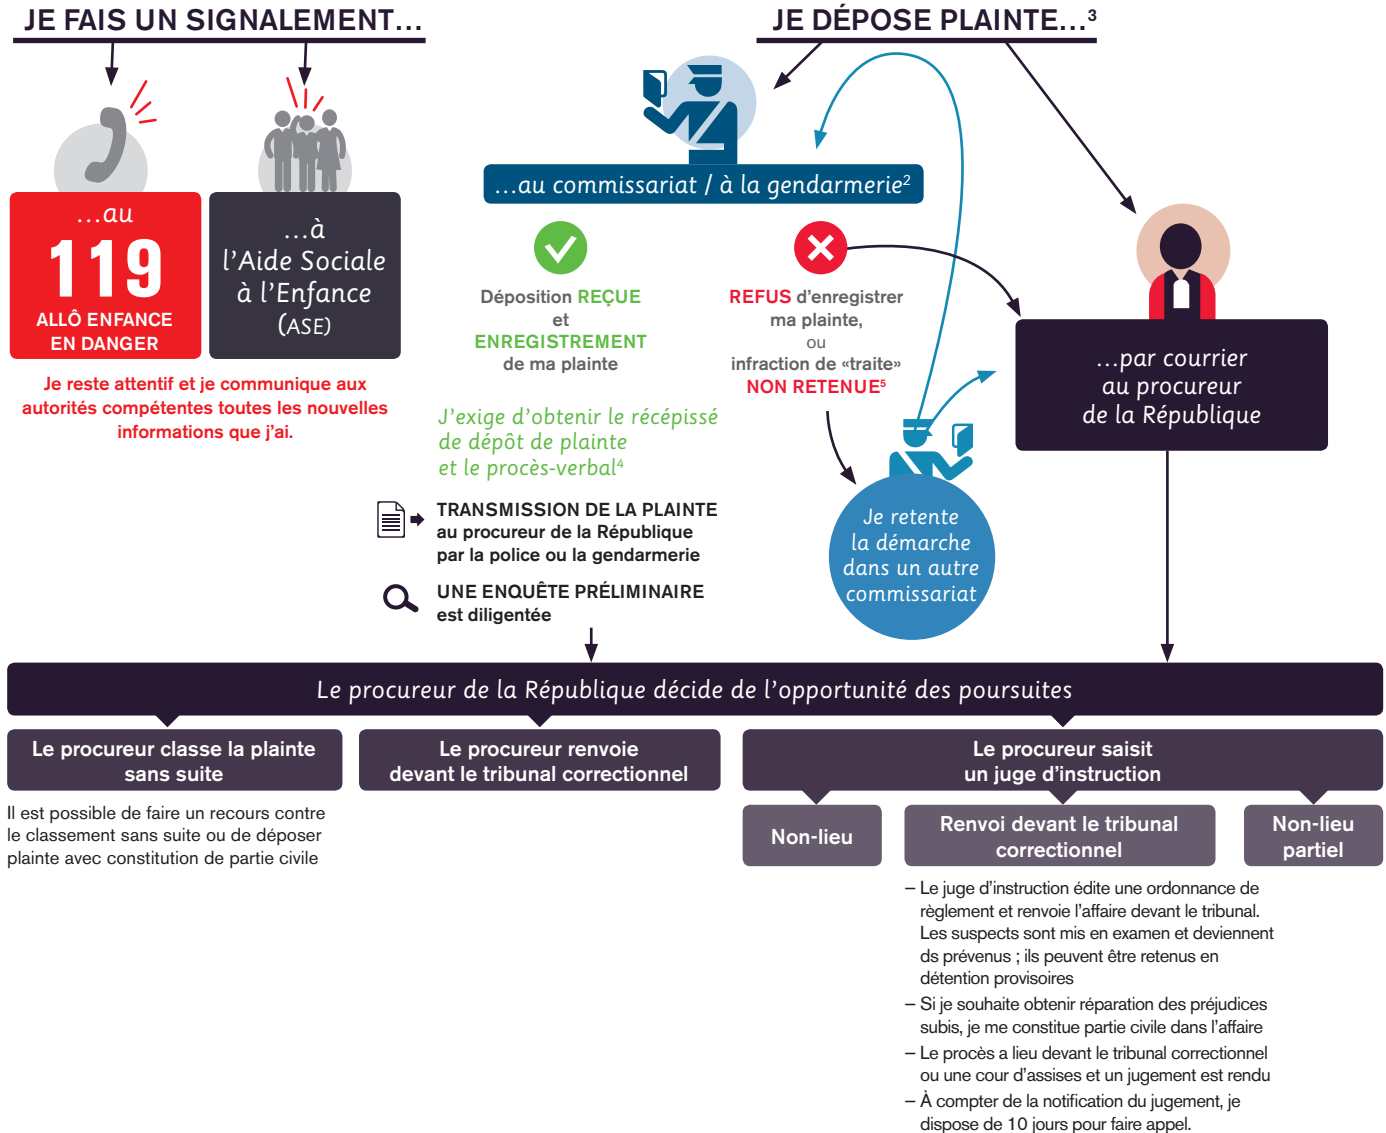 JE FAIS UN SIGNALEMENT...
…au
119
ALLÔ ENFANCE
EN DANGER
…à
l'Aide Sociale
à l'Enfance
(ASE)
Je reste attentif et je communique aux
autorités compétentes toutes les nouvelles
informations que j'ai.
JE DÉPOSE PLAINTE...³
…au commissariat / à la gendarmerie²
Déposition REÇUE
et
ENREGISTREMENT
de ma plainte
J'exige d'obtenir le récépissé
de dépôt de plainte
et le procès-verbal⁴
TRANSMISSION DE LA PLAINTE
au procureur de la République
par la police ou la gendarmerie
UNE ENQUÊTE PRÉLIMINAIRE
est diligentée
REFUS d'enregistrer
ma plainte,
ou
infraction de «traite»
NON RETENUE⁵
Je retente
la démarche
dans un autre
commissariat
…par courrier
au procureur
de la République
Le procureur de la République décide de l'opportunité des poursuites
Le procureur classe la plainte
sans suite
Il est possible de faire un recours contre
le classement sans suite ou de déposer
plainte avec constitution de partie civile
Le procureur renvoie
devant le tribunal correctionnel
Le procureur saisit
un juge d'instruction
Non-lieu
Renvoi devant le tribunal
correctionnel
– Le juge d'instruction édite une ordonnance de
règlement et renvoie l'affaire devant le tribunal.
Les suspects sont mis en examen et deviennent
ds prévenus ; ils peuvent être retenus en
détention provisoires
– Si je souhaite obtenir réparation des préjudices
subis, je me constitue partie civile dans l'affaire
– Le procès a lieu devant le tribunal correctionnel
ou une cour d'assises et un jugement est rendu
– À compter de la notification du jugement, je
dispose de 10 jours pour faire appel.
Non-lieu
partiel